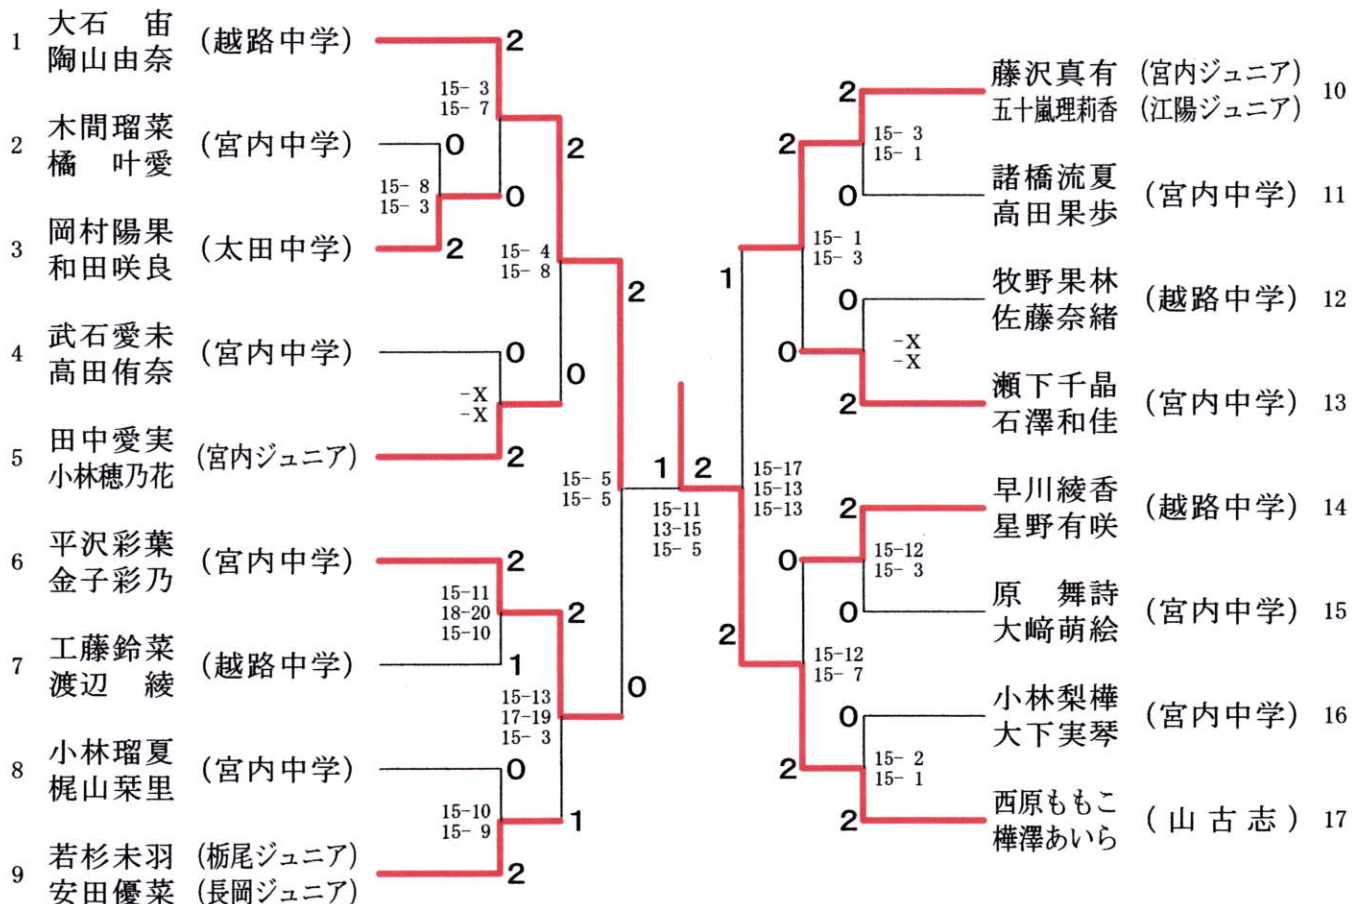 1 大石 宙 (越路中学) 2
陶山由奈
15- 3
15- 7
2 木間瑠菜 (宮内中学) 0
橘 叶愛
2
15- 8
15- 3
0
3 岡村陽果 (太田中学) 2
和田咲良
15- 4
15- 8
2
4 武石愛未 (宮内中学) 0
高田侑奈
0
-X
-X
5 田中愛実 (宮内ジュニア) 2
小林穂乃花
15- 5
15- 5
6 平沢彩葉 (宮内中学) 2
金子彩乃
15-11
18-20
15-10
2
7 工藤鈴菜 (越路中学) 1
渡辺 綾
15-13
17-19
15- 3
0
8 小林瑠夏 (宮内中学) 0
梶山栞里
15-10
15- 9
1
9 若杉未羽 (栃尾ジュニア) 2
安田優菜 (長岡ジュニア)
1 2
15-11
13-15
15- 5
2 藤沢真有 (宮内ジュニア) 10
五十嵐理莉香 (江陽ジュニア)
2
15- 3
15- 1
0 諸橋流夏 (宮内中学) 11
高田果歩
15- 1
15- 3
1
0 牧野果林 (越路中学) 12
佐藤奈緒
0
-X
-X
2 瀬下千晶 (宮内中学) 13
石澤和佳
15-17
15-13
15-13
2 早川綾香 (越路中学) 14
星野有咲
0
15-12
15- 3
0 原 舞詩 (宮内中学) 15
大﨑萌絵
2
15-12
15- 7
0 小林梨樺 (宮内中学) 16
大下実琴
2
15- 2
15- 1
2 西原ももこ (山古志) 17
樺澤あいら